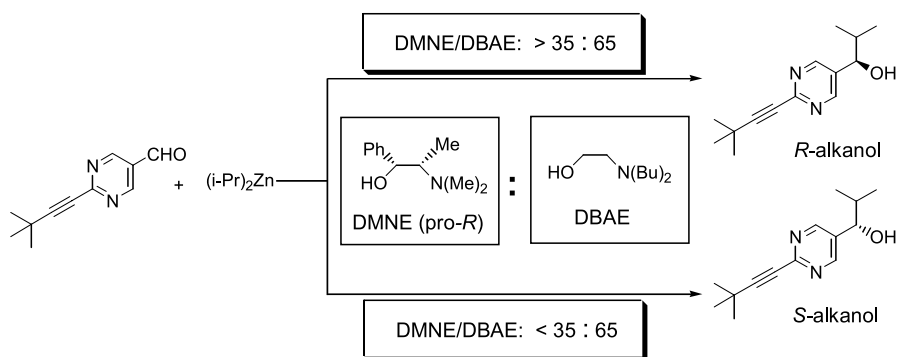 DMNE/DBAE: > 35 : 65
N
N
OH
R-alkanol
CHO
N
N
+ (i-Pr)₂Zn
Ph
Me
HO
N(Me)₂
DMNE (pro-R)
:
HO
N(Bu)₂
DBAE
N
N
OH
S-alkanol
DMNE/DBAE: < 35 : 65